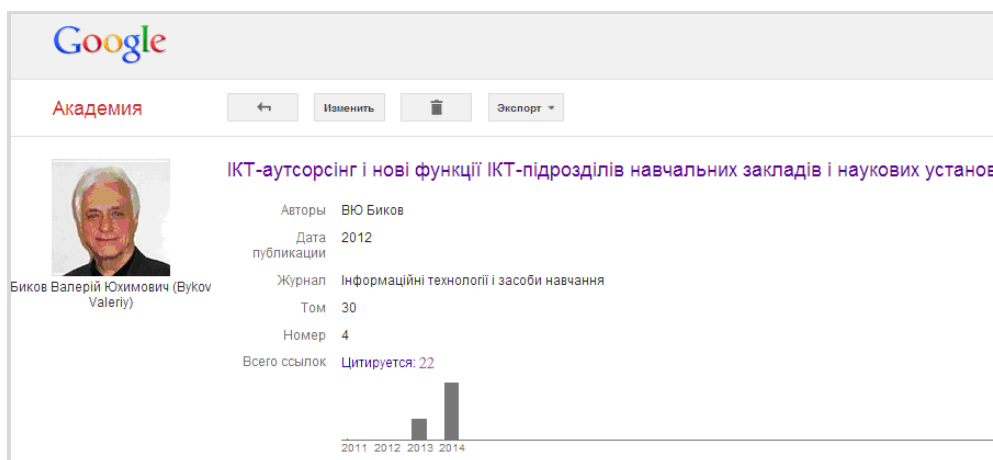 Google
Академия
Изменить
Экспорт
ІКТ-аутсорсінг і нові функції ІКТ-підрозділів навчальних закладів і наукових установ
Авторы ВЮ Биков
Дата
публикации 2012
Журнал Інформаційні технології і засоби навчання
Том 30
Номер 4
Всего ссылок Цитируется: 22
2011 2012 2013 2014
Биков Валерій Юхимович (Bykov
Valeriy)